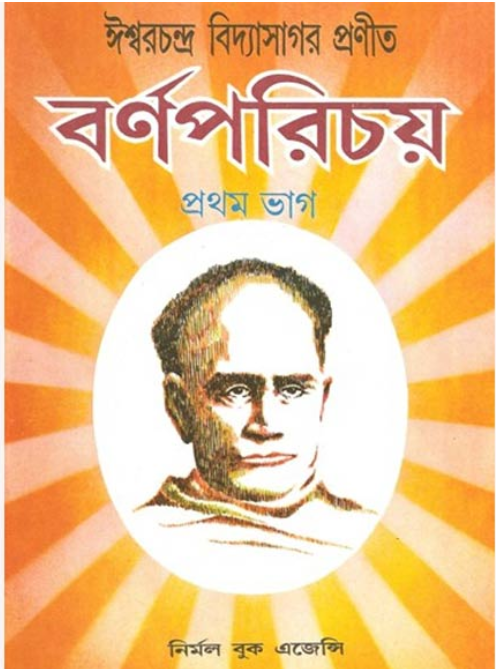 ঈশ্বরচন্দ্র বিদ্যাসাগর প্রণীত
বর্ণপরিচয়
প্রথম ভাগ
নির্মল বুক এজেন্সি